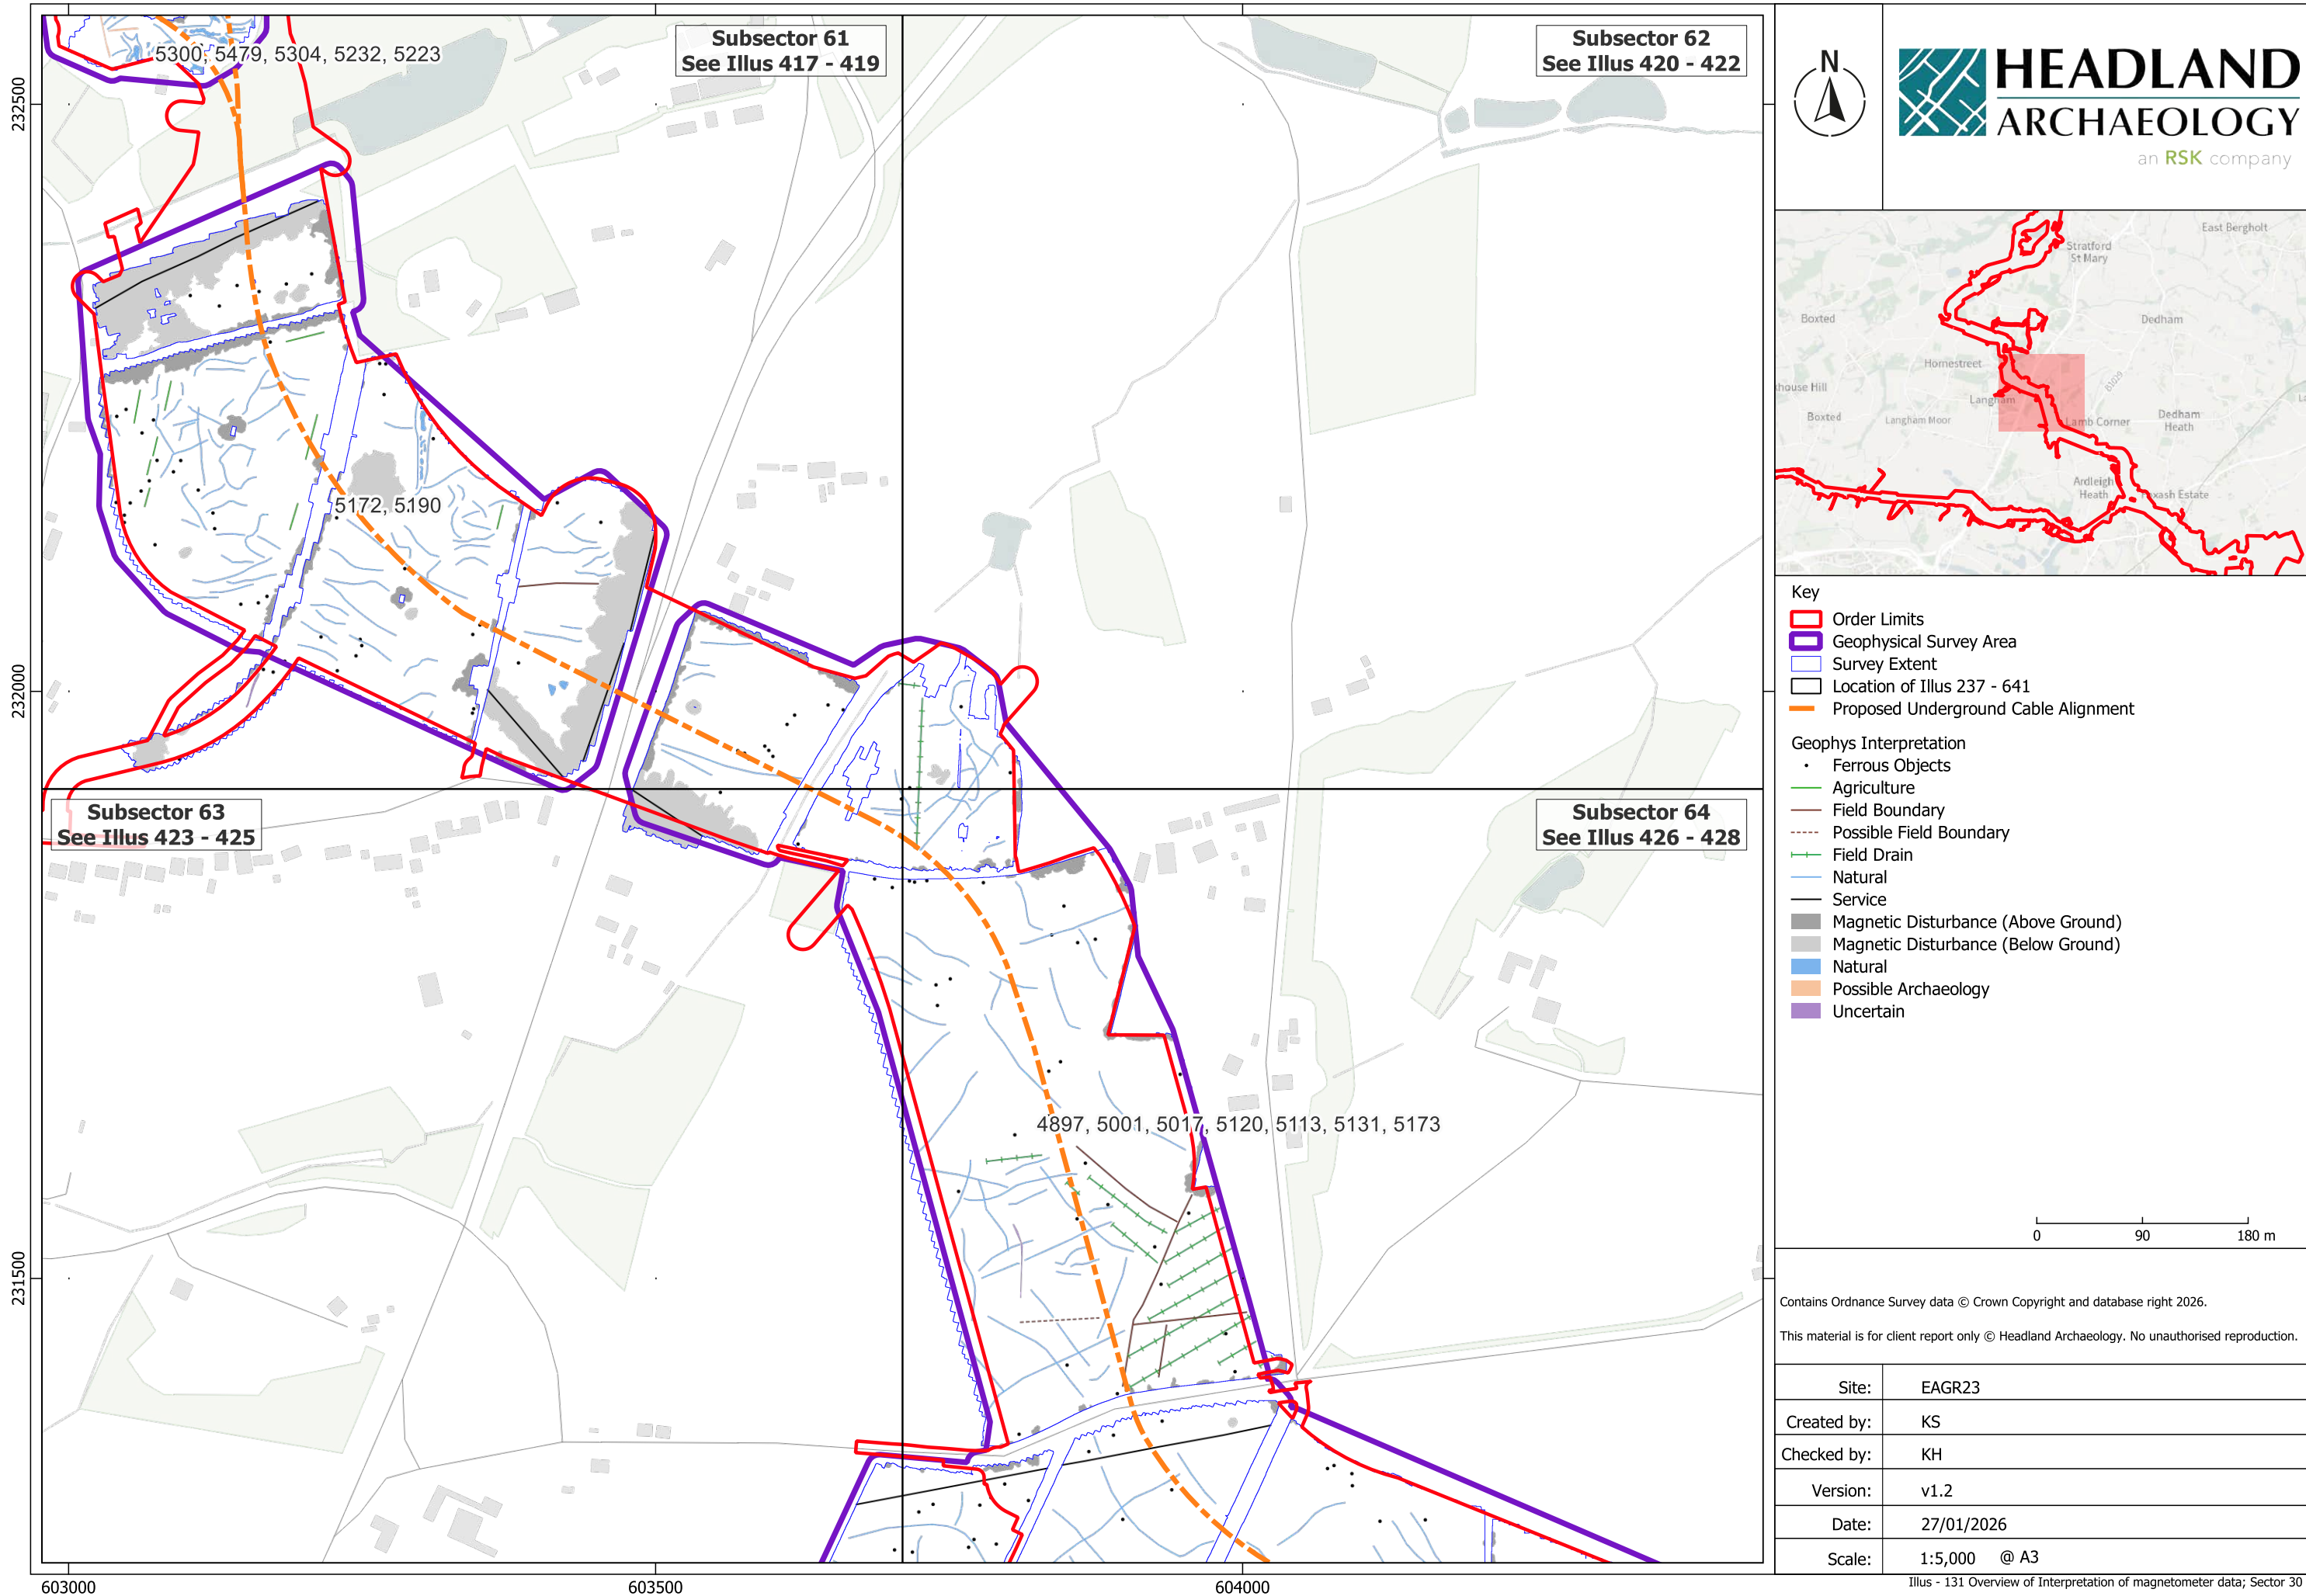 5300, 5479, 5304, 5232, 5223
Subsector 61
See Illus 417 - 419
Subsector 62
See Illus 420 - 422
5172, 5190
Subsector 63
See Illus 423 - 425
Subsector 64
See Illus 426 - 428
4897, 5001, 5017, 5120, 5113, 5131, 5173
232500
232000
231500
603000
603500
604000
N
HEADLAND
ARCHAEOLOGY
an RSK company
East Bergholt
Stratford
St Mary
Boxted
Dedham
Homestreet
house Hill
Langham
B1029
Boxted
Langham Moor
Lamb Corner
Dedham
Heath
Ardleigh
Heath
Key
Order Limits
Geophysical Survey Area
Survey Extent
Location of Illus 237 - 641
Proposed Underground Cable Alignment
Geophys Interpretation
Ferrous Objects
Agriculture
Field Boundary
Possible Field Boundary
Field Drain
Natural
Service
Magnetic Disturbance (Above Ground)
Magnetic Disturbance (Below Ground)
Natural
Possible Archaeology
Uncertain
0 90 180 m
Contains Ordnance Survey data © Crown Copyright and database right 2026.
This material is for client report only © Headland Archaeology. No unauthorised reproduction.
Site: EAGR23
Created by: KS
Checked by: KH
Version: v1.2
Date: 27/01/2026
Scale: 1:5,000 @ A3
Illus - 131 Overview of Interpretation of magnetometer data; Sector 30